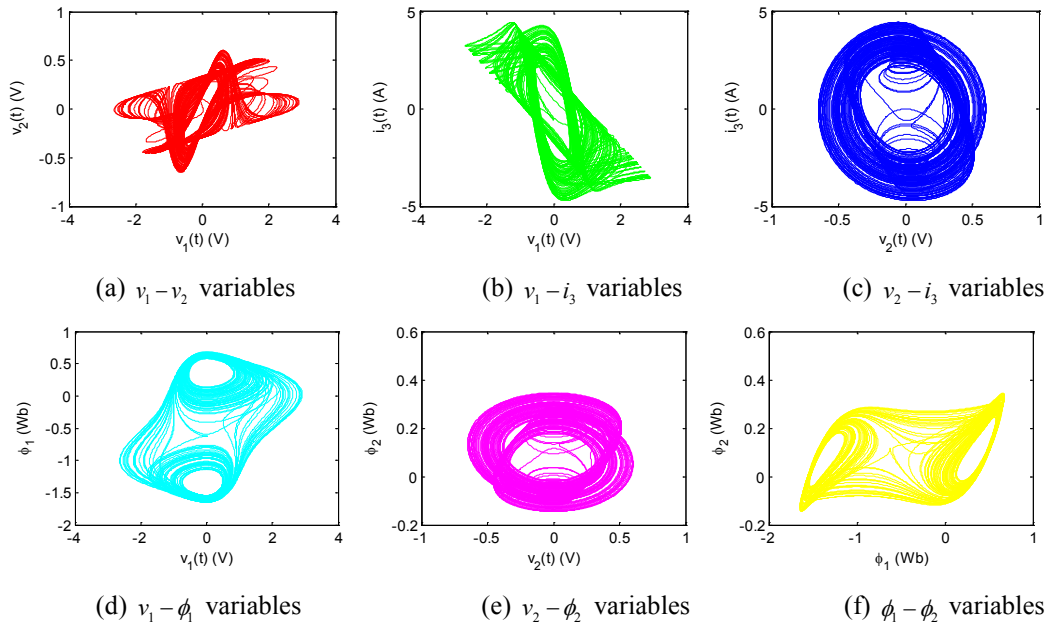 1
0.5
0
-0.5
-1
-4 -2 0 2 4
v₂(t) (V)
v₁(t) (V)
(a) v₁ – v₂ variables
5
0
-5
-4 -2 0 2 4
i₃(t) (A)
v₁(t) (V)
(b) v₁ – i₃ variables
5
0
-5
-1 -0.5 0 0.5 1
i₃(t) (A)
v₂(t) (V)
(c) v₂ – i₃ variables
1
0.5
0
-0.5
-1
-1.5
-2
-4 -2 0 2 4
ϕ₁ (Wb)
v₁(t) (V)
(d) v₁ – ϕ₁ variables
0.6
0.4
0.2
0
-0.2
-1 -0.5 0 0.5 1
ϕ₂ (Wb)
v₂(t) (V)
(e) v₂ – ϕ₂ variables
0.6
0.4
0.2
0
-0.2
-2 -1 0 1
ϕ₂ (Wb)
ϕ₁ (Wb)
(f) ϕ₁ – ϕ₂ variables